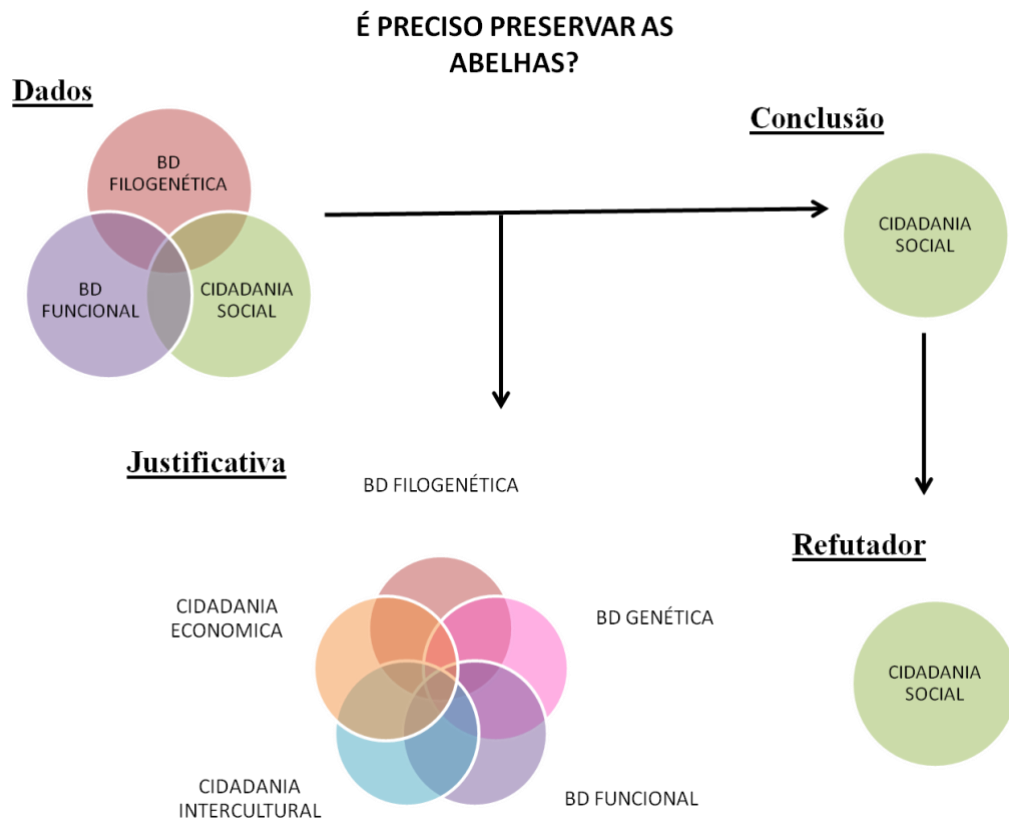 É PRECISO PRESERVAR AS
ABELHAS?
Dados
BD
FILOGENÉTICA
BD
FUNCIONAL
CIDADANIA
SOCIAL
Conclusão
CIDADANIA
SOCIAL
Justificativa
BD FILOGENÉTICA
CIDADANIA
ECONOMICA
BD GENÉTICA
CIDADANIA
INTERCULTURAL
BD FUNCIONAL
Refutador
CIDADANIA
SOCIAL